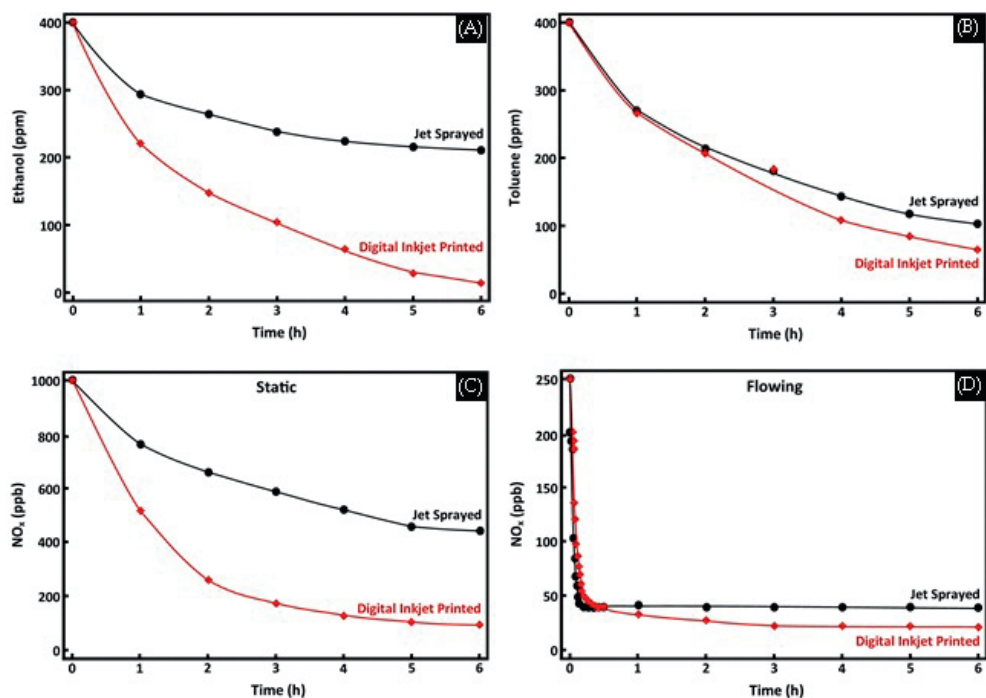 (A)
400
300
200
100
0
Ethanol (ppm)
Jet Sprayed
Digital Inkjet Printed
0 1 2 3 4 5 6
Time (h)
(B)
400
300
200
100
0
Toluene (ppm)
Jet Sprayed
Digital Inkjet Printed
0 1 2 3 4 5 6
Time (h)
(C)
Static
1000
800
600
400
200
0
NOₓ (ppb)
Jet Sprayed
Digital Inkjet Printed
0 1 2 3 4 5 6
Time (h)
(D)
Flowing
250
200
150
100
50
0
NOₓ (ppb)
Jet Sprayed
Digital Inkjet Printed
0 1 2 3 4 5 6
Time (h)